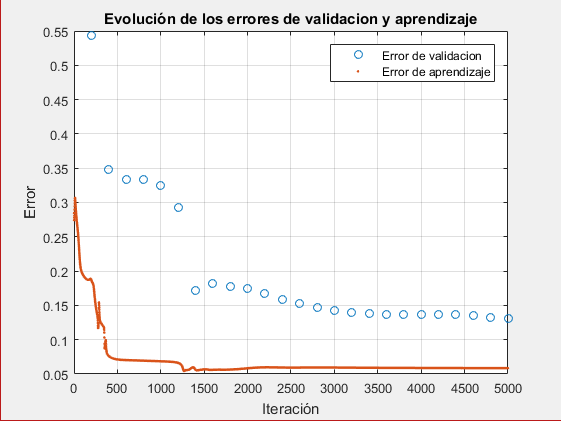 Evolución de los errores de validacion y aprendizaje
Error de validacion
Error de aprendizaje
0.55
0.5
0.45
0.4
0.35
0.3
0.25
0.2
0.15
0.1
0.05
Error
0 500 1000 1500 2000 2500 3000 3500 4000 4500 5000
Iteración